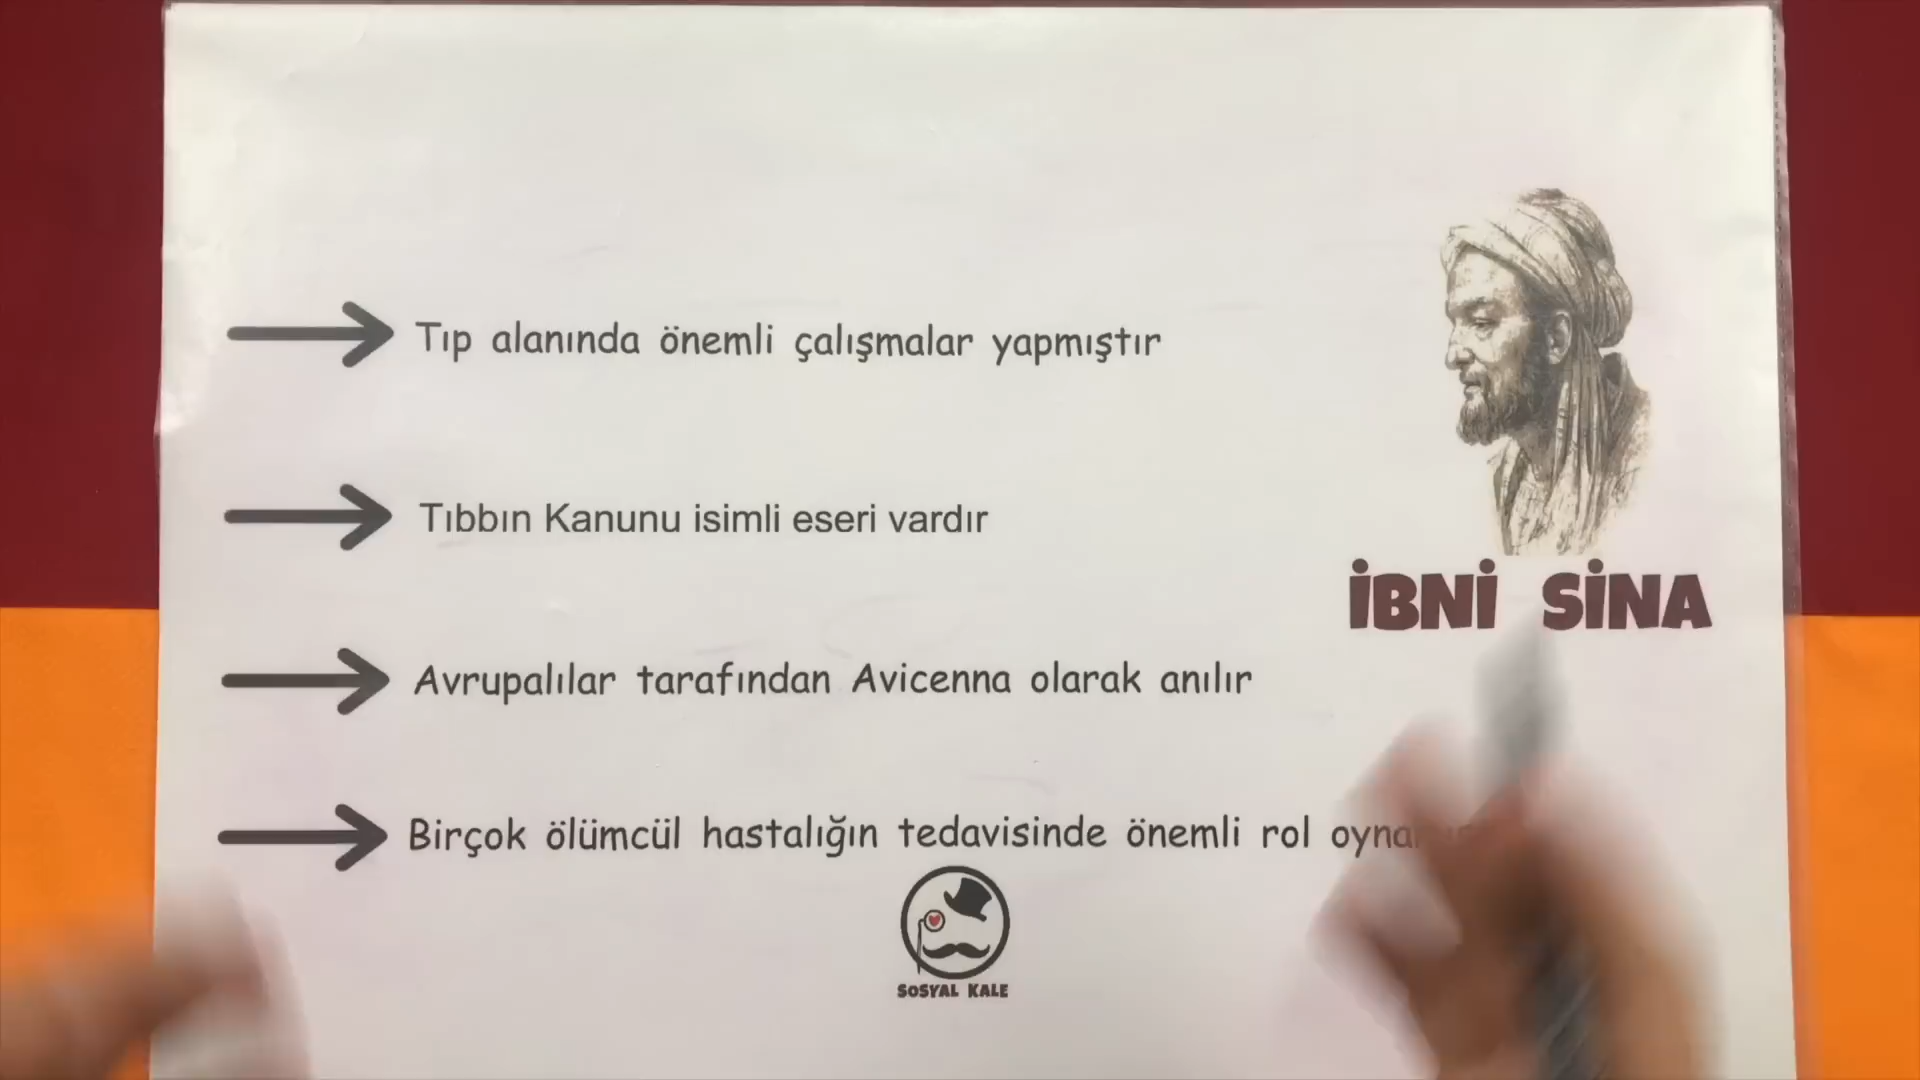 Tıp alanında önemli çalışmalar yapmıştır
Tıbbın Kanunu isimli eseri vardır
İBNİ SİNA
Avrupalılar tarafından Avicenna olarak anılır
Birçok ölümcül hastalığın tedavisinde önemli rol
SOSYAL KALE